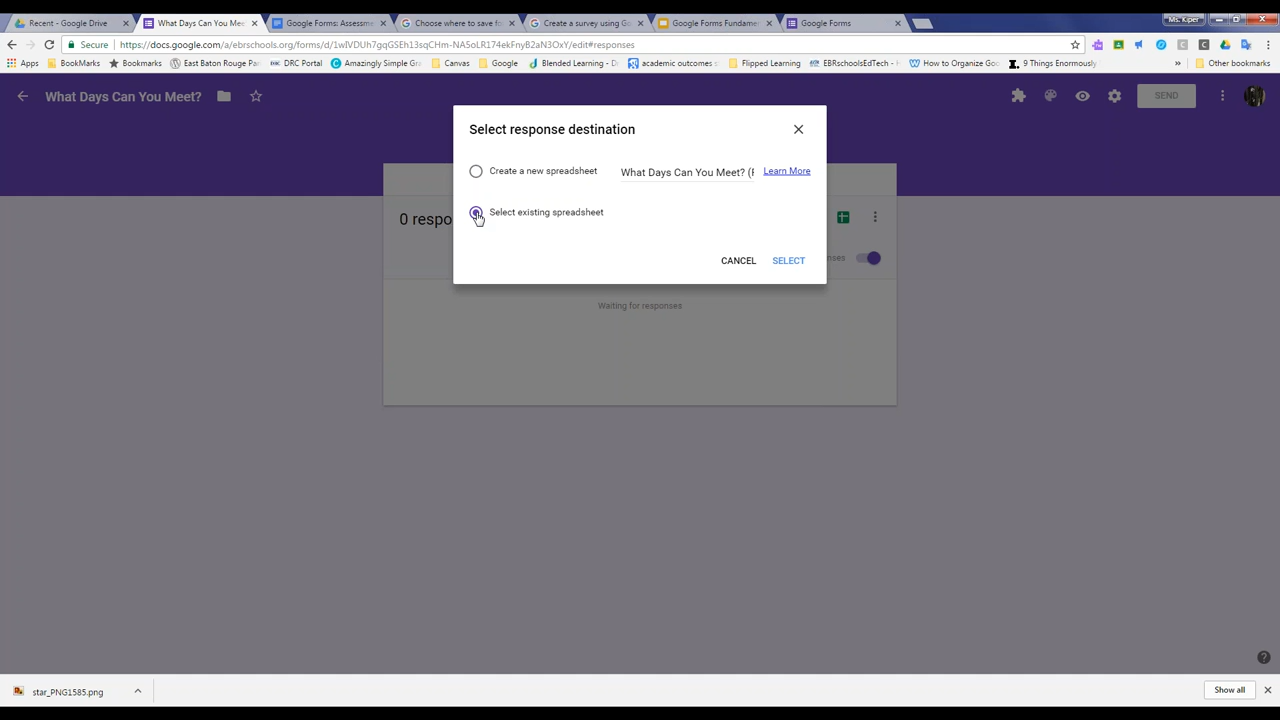 Recent - Google Drive
What Days Can You Mee
Google Forms: Assessme
Choose where to save fo
Create a survey using Go
Google Forms Fundame
Google Forms
Ms. Kiper
Secure
https://docs.google.com/a/ebrschools.org/forms/d/1wIVDUh7gqGSEh13sqCHm-NA5oLR174ekFnyB2aN3OxY/edit#responses
Apps
BookMarks
Bookmarks
East Baton Rouge Pa
DRC Portal
Amazingly Simple Gra
Canvas
Google
Blended Learning - D
academic outcomes s
Flipped Learning
EBRschoolsEdTech - H
How to Organize Goo
9 Things Enormously
»
Other bookmarks
What Days Can You Meet?
SEND
Select response destination
Create a new spreadsheet
What Days Can You Meet? (R
Learn More
0 respo
Select existing spreadsheet
CANCEL
SELECT
nses
Waiting for responses
star_PNG1585.png
Show all